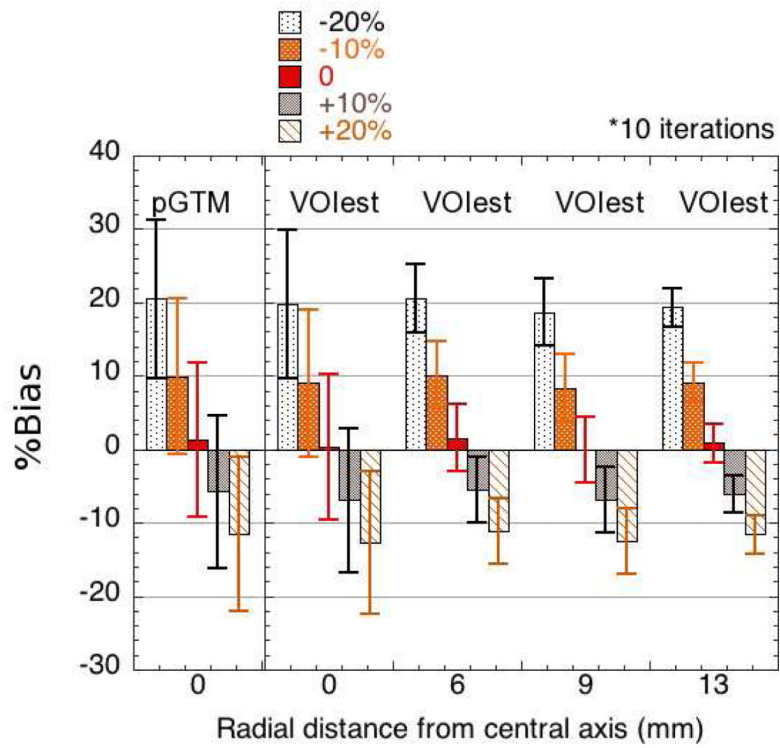 -20%
-10%
0
+10%
+20%
*10 iterations
40
30
20
10
0
-10
-20
-30
%Bias
pGTM VOIest VOIest VOIest VOIest
0 0 6 9 13
Radial distance from central axis (mm)